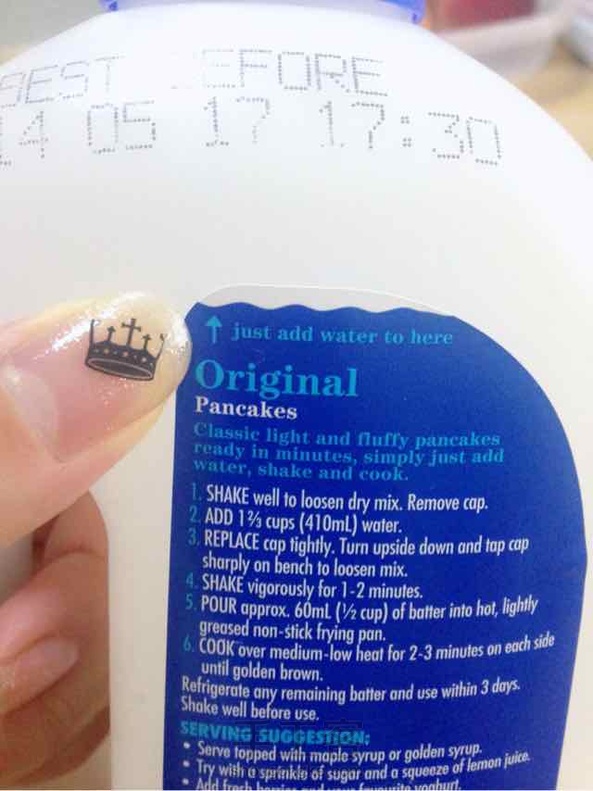 BEST BEFORE
14 05 17 17:30
↑ just add water to here
Original
Pancakes
Classic light and fluffy pancakes
ready in minutes, simply just add
water, shake and cook.
1. SHAKE well to loosen dry mix. Remove cap.
2. ADD 1⅔ cups (410mL) water.
3. REPLACE cap tightly. Turn upside down and tap cap
sharply on bench to loosen mix.
4. SHAKE vigorously for 1-2 minutes.
5. POUR approx. 60mL (½ cup) of batter into hot, lightly
greased non-stick frying pan.
6. COOK over medium-low heat for 2-3 minutes on each side
until golden brown.
Refrigerate any remaining batter and use within 3 days.
Shake well before use.
SERVING SUGGESTION:
• Serve topped with maple syrup or golden syrup.
• Try with a sprinkle of sugar and a squeeze of lemon juice.
• Add fresh berries and your favourite yoghurt.